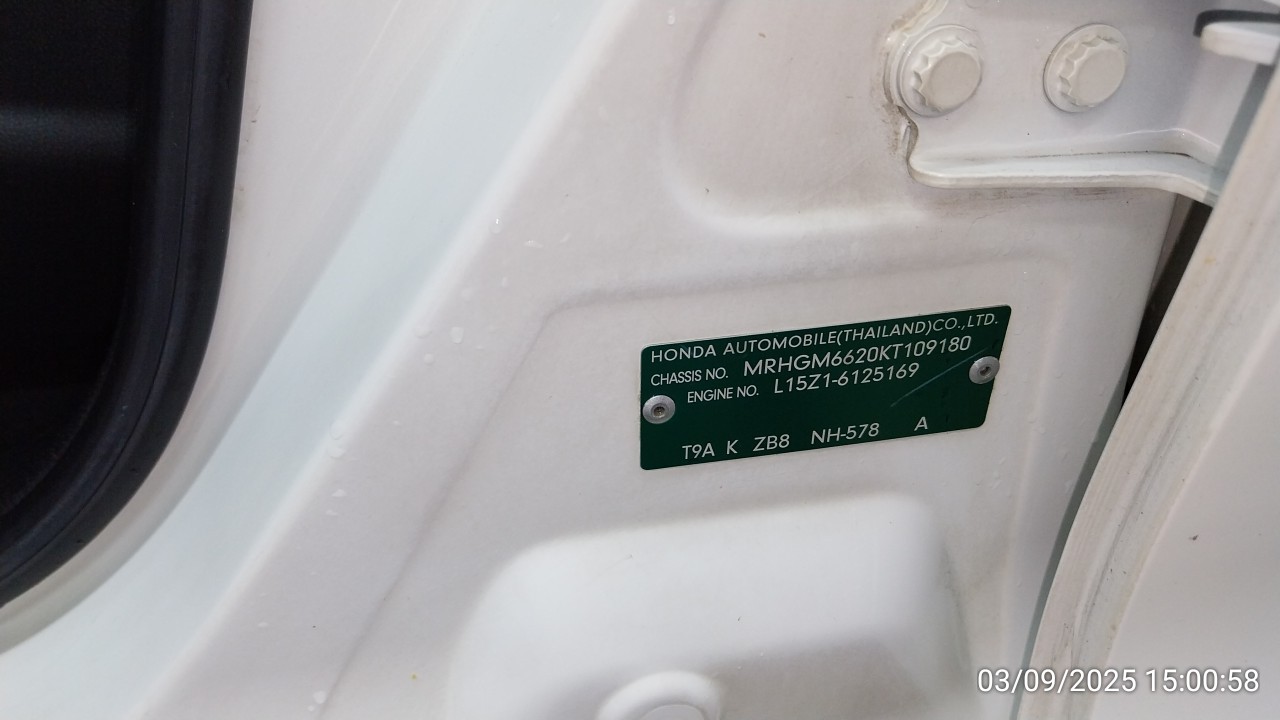 HONDA AUTOMOBILE(THAILAND)CO.,LTD.
CHASSIS NO. MRHGM6620KT109180
ENGINE NO. L15Z1-6125169
T9A K ZB8 NH-578 A
03/09/2025 15:00:58